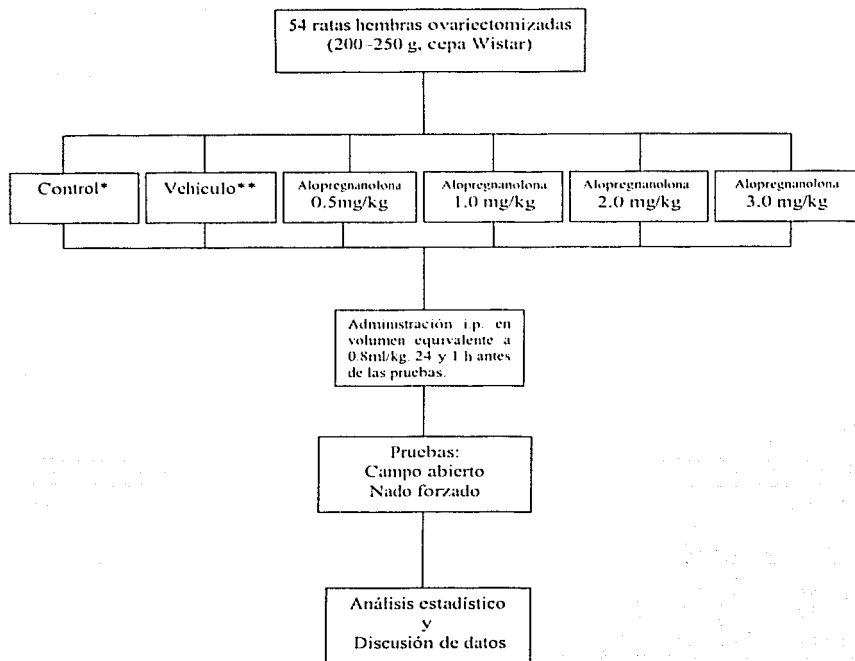 54 ratas hembras ovariectomizadas
(200 -250 g, cepa Wistar)
Control*
Vehiculo**
Alopregnanolona
0.5mg/kg
Alopregnanolona
1.0 mg/kg
Alopregnanolona
2.0 mg/kg
Alopregnanolona
3.0 mg/kg
Administración i.p. en
volumen equivalente a
0.8ml/kg. 24 y 1 h antes
de las pruebas.
Pruebas:
Campo abierto
Nado forzado
Análisis estadístico
y
Discusión de datos